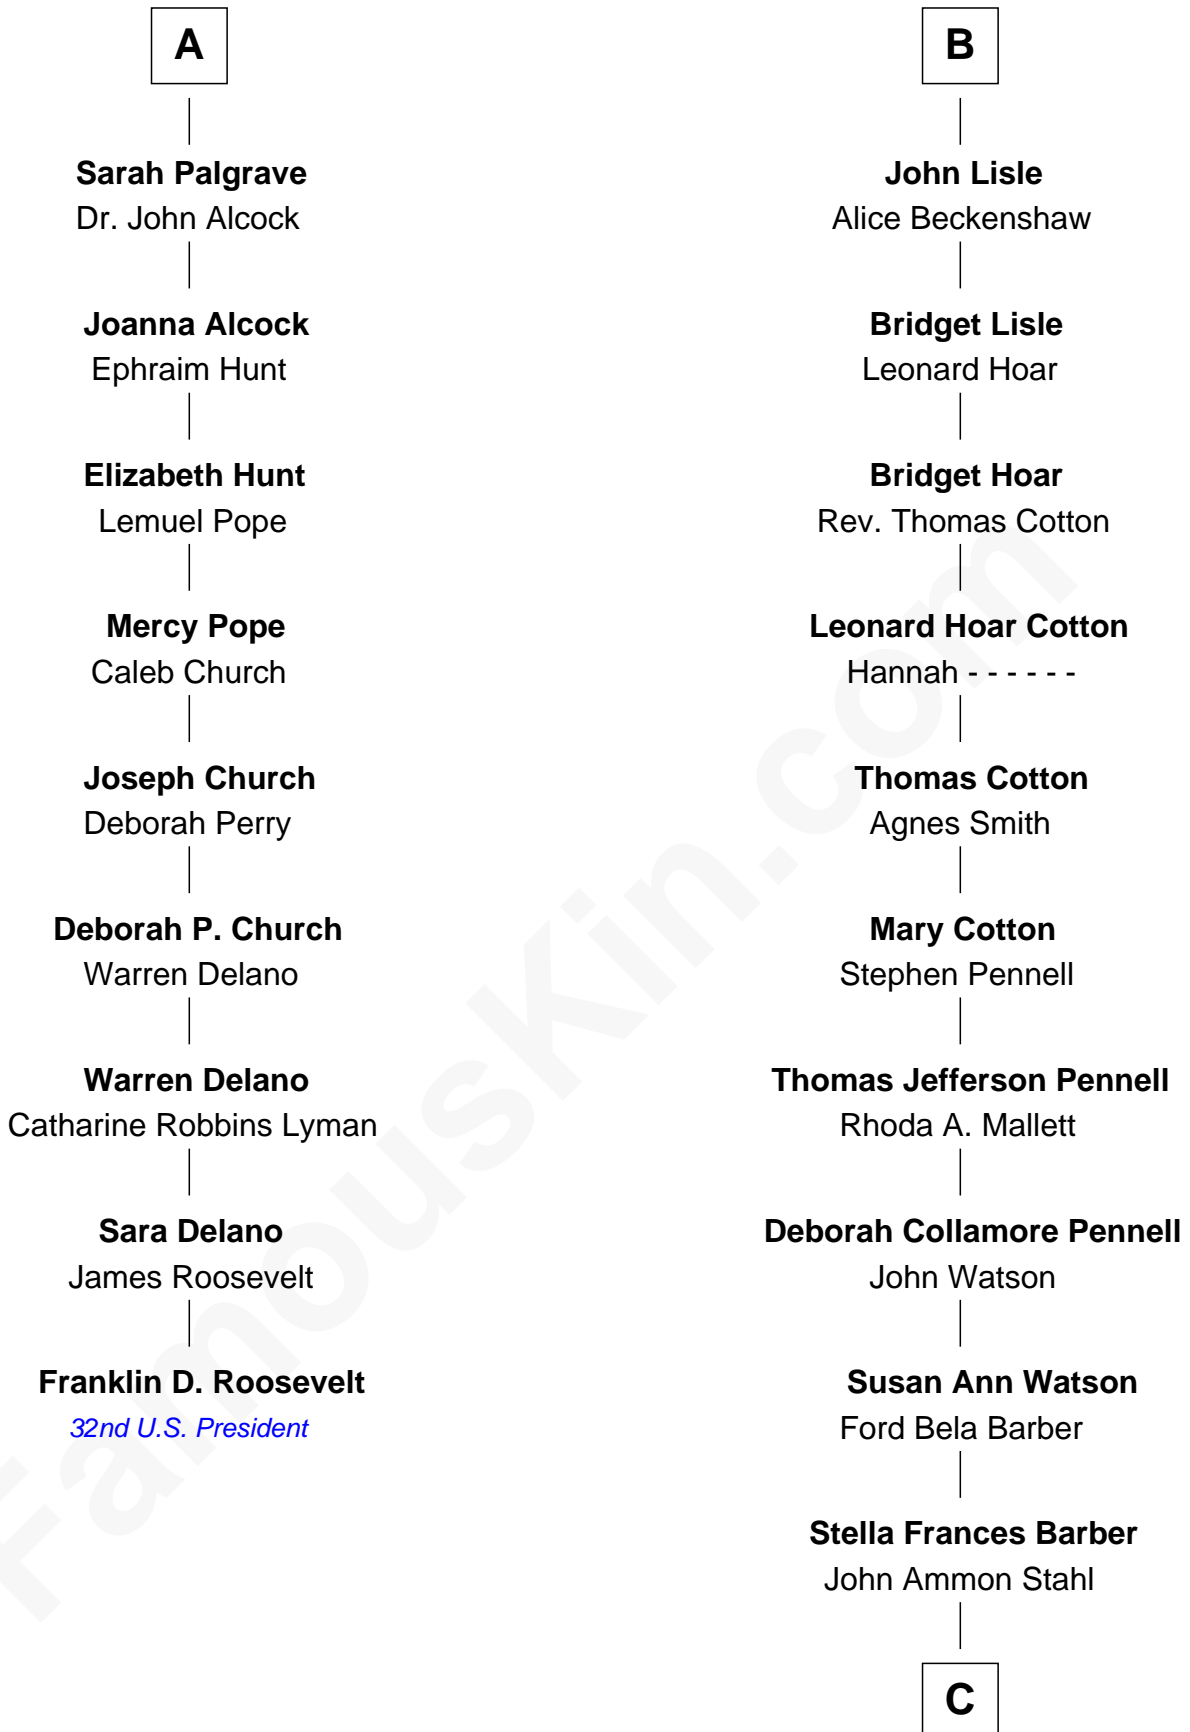 A
Sarah Palgrave
Dr. John Alcock
Joanna Alcock
Ephraim Hunt
Elizabeth Hunt
Lemuel Pope
Mercy Pope
Caleb Church
Joseph Church
Deborah Perry
Deborah P. Church
Warren Delano
Warren Delano
Catharine Robbins Lyman
Sara Delano
James Roosevelt
Franklin D. Roosevelt
32nd U.S. President
B
John Lisle
Alice Beckenshaw
Bridget Lisle
Leonard Hoar
Bridget Hoar
Rev. Thomas Cotton
Leonard Hoar Cotton
Hannah - - - - - -
Thomas Cotton
Agnes Smith
Mary Cotton
Stephen Pennell
Thomas Jefferson Pennell
Rhoda A. Mallett
Deborah Collamore Pennell
John Watson
Susan Ann Watson
Ford Bela Barber
Stella Frances Barber
John Ammon Stahl
C
FamousKin.com